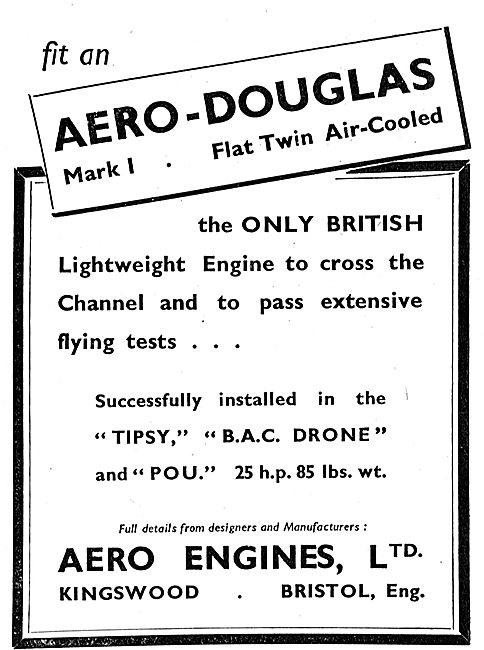 fit an
AERO-DOUGLAS
Mark I . Flat Twin Air-Cooled
the ONLY BRITISH
Lightweight Engine to cross the
Channel and to pass extensive
flying tests . . .
Successfully installed in the
“TIPSY,” “B.A.C. DRONE”
and “POU.” 25 h.p. 85 lbs. wt.
Full details from designers and Manufacturers :
AERO ENGINES, LTD.
KINGSWOOD . BRISTOL, Eng.